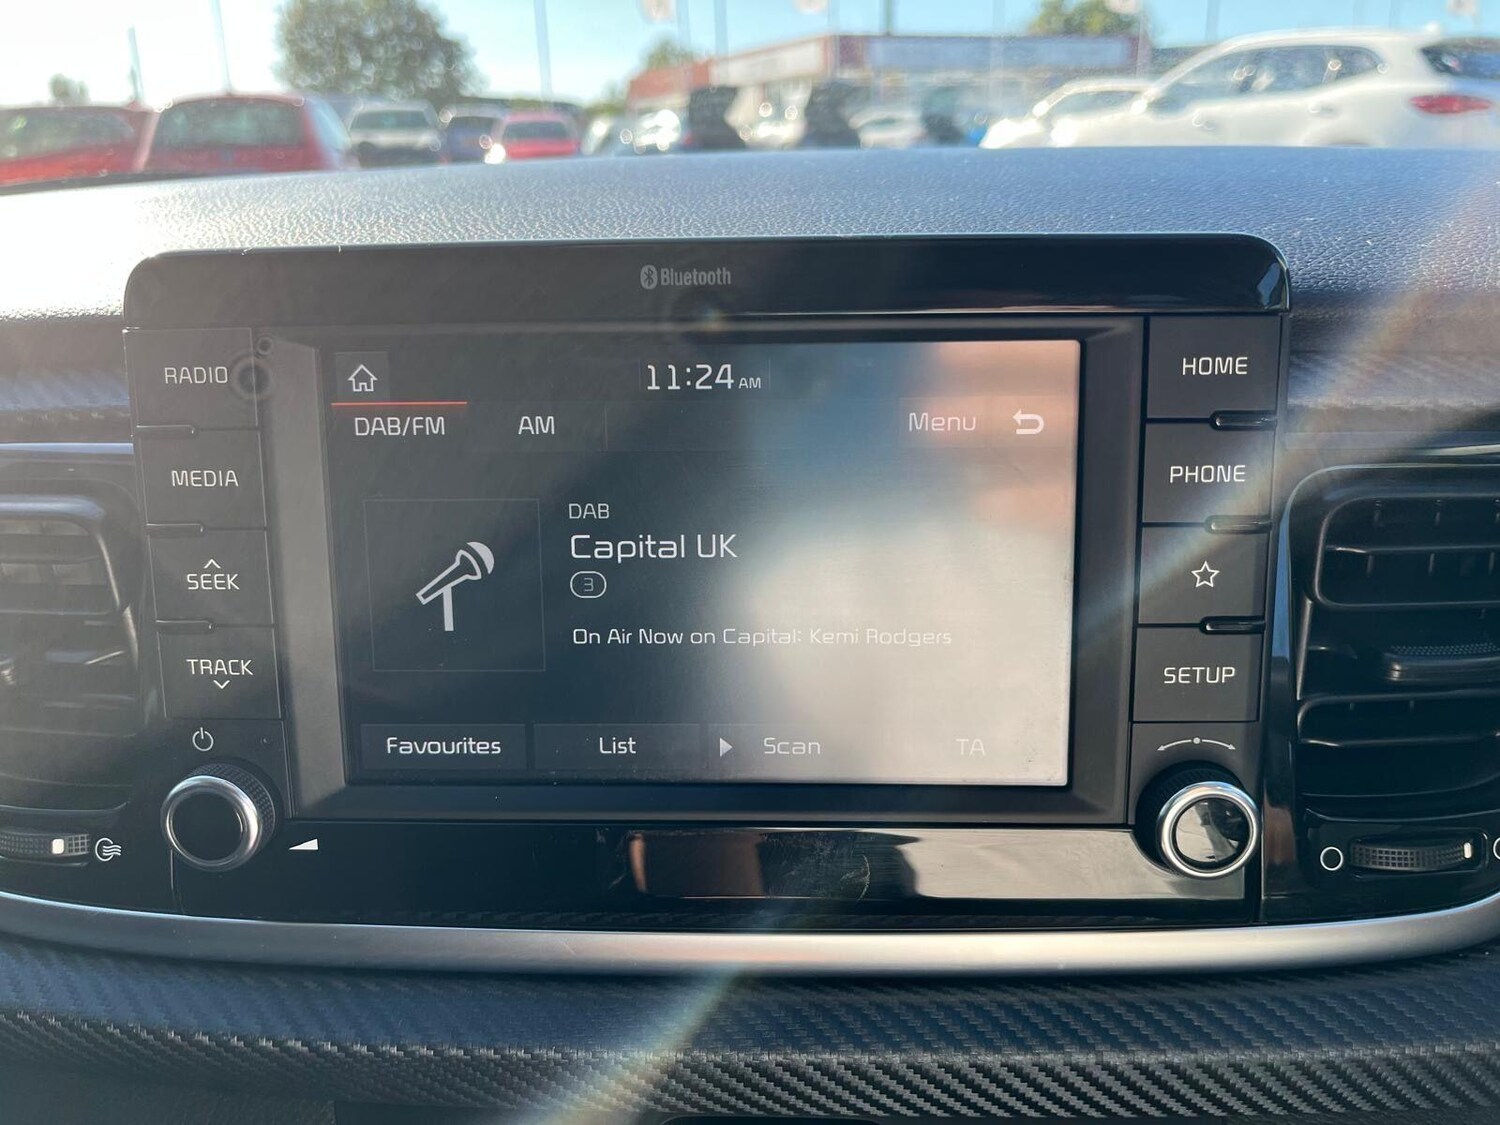 Bluetooth
RADIO
MEDIA
SEEK
TRACK
11:24 AM
DAB/FM
AM
Menu
DAB
Capital UK
3
On Air Now on Capital: Kemi Rodgers
Favourites
List
Scan
TA
HOME
PHONE
SETUP